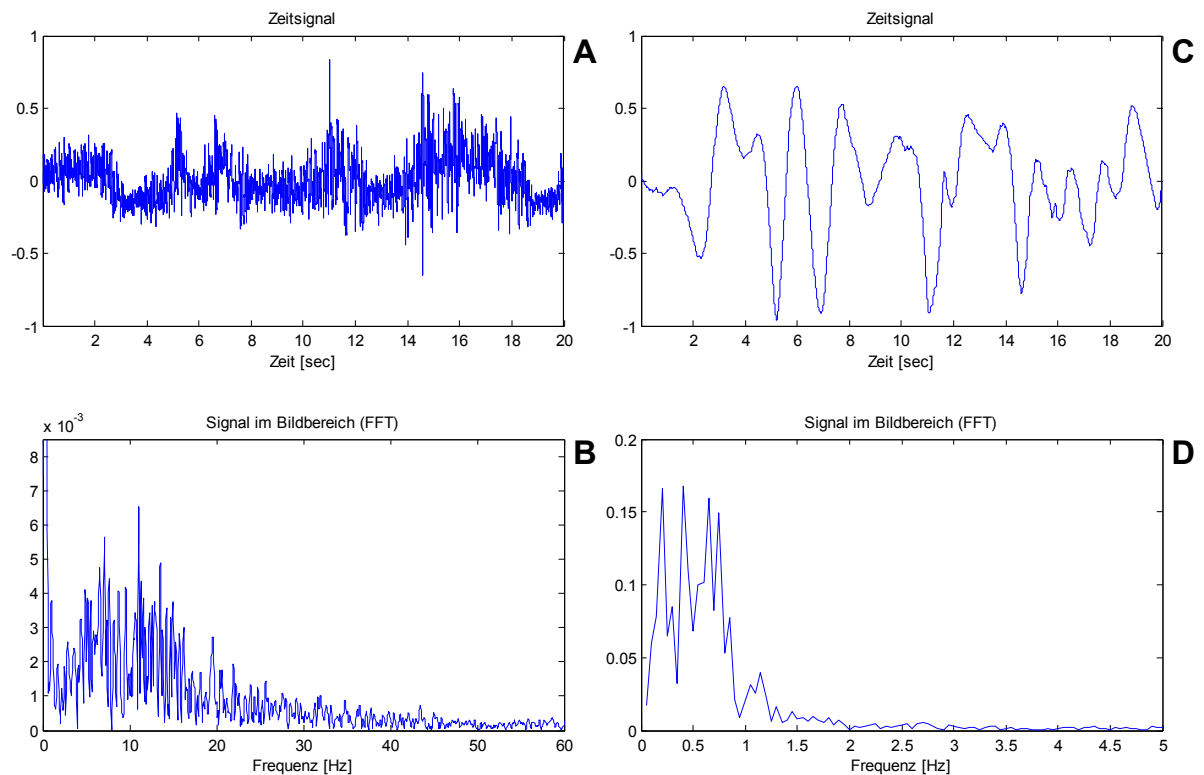 Zeitsignal
A
1
0.5
0
-0.5
-1
2 4 6 8 10 12 14 16 18 20
Zeit [sec]
Zeitsignal
C
1
0.5
0
-0.5
-1
0 2 4 6 8 10 12 14 16 18 20
Zeit [sec]
x 10^-3
Signal im Bildbereich (FFT)
B
8
7
6
5
4
3
2
1
0
0 10 20 30 40 50 60
Frequenz [Hz]
Signal im Bildbereich (FFT)
D
0.2
0.15
0.1
0.05
0
0 0.5 1 1.5 2 2.5 3 3.5 4 4.5 5
Frequenz [Hz]